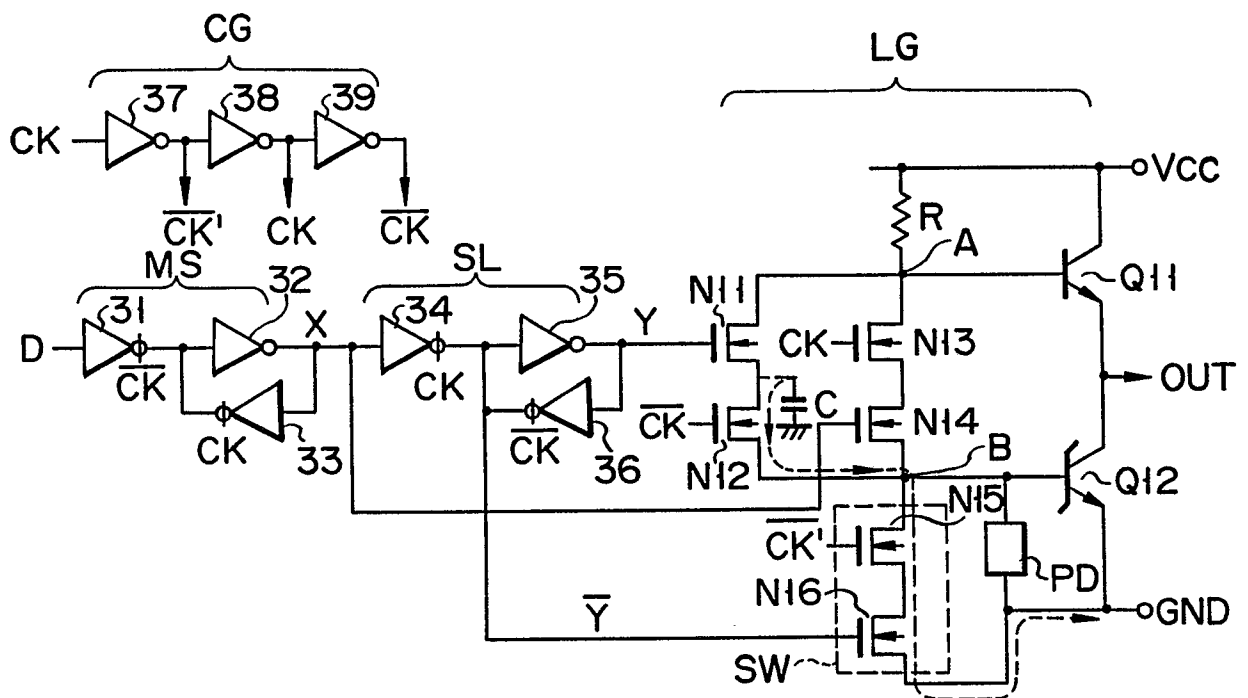 CG
LG
37
38
39
CK
VCC
R
A
CK'
CK
CK
MS
SL
31
32
34
35
X
Y
N11
Q11
D
CK
CK
CK
N13
OUT
CK
33
CK
36
CK
N12
C
N14
B
Q12
N15
CK'
PD
N16
Y
GND
SW